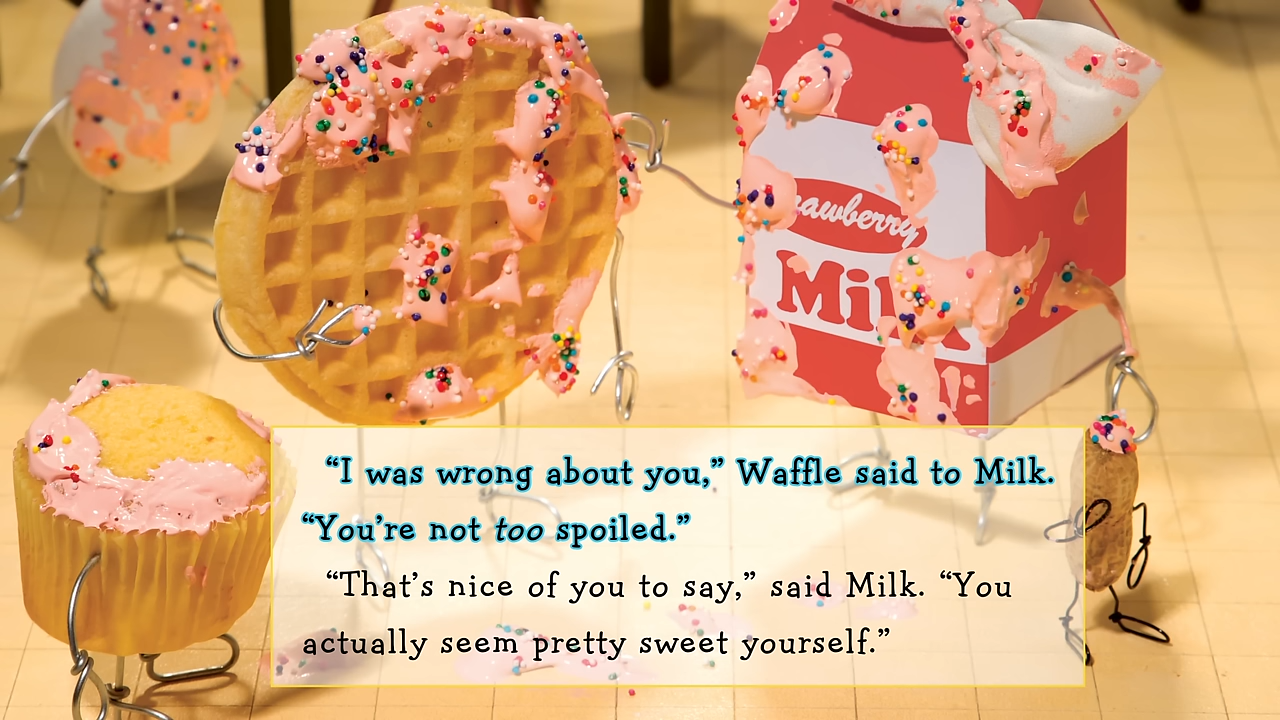 rawberry
Milk
“I was wrong about you,” Waffle said to Milk.
“You’re not too spoiled.”
“That’s nice of you to say,” said Milk. “You
actually seem pretty sweet yourself.”